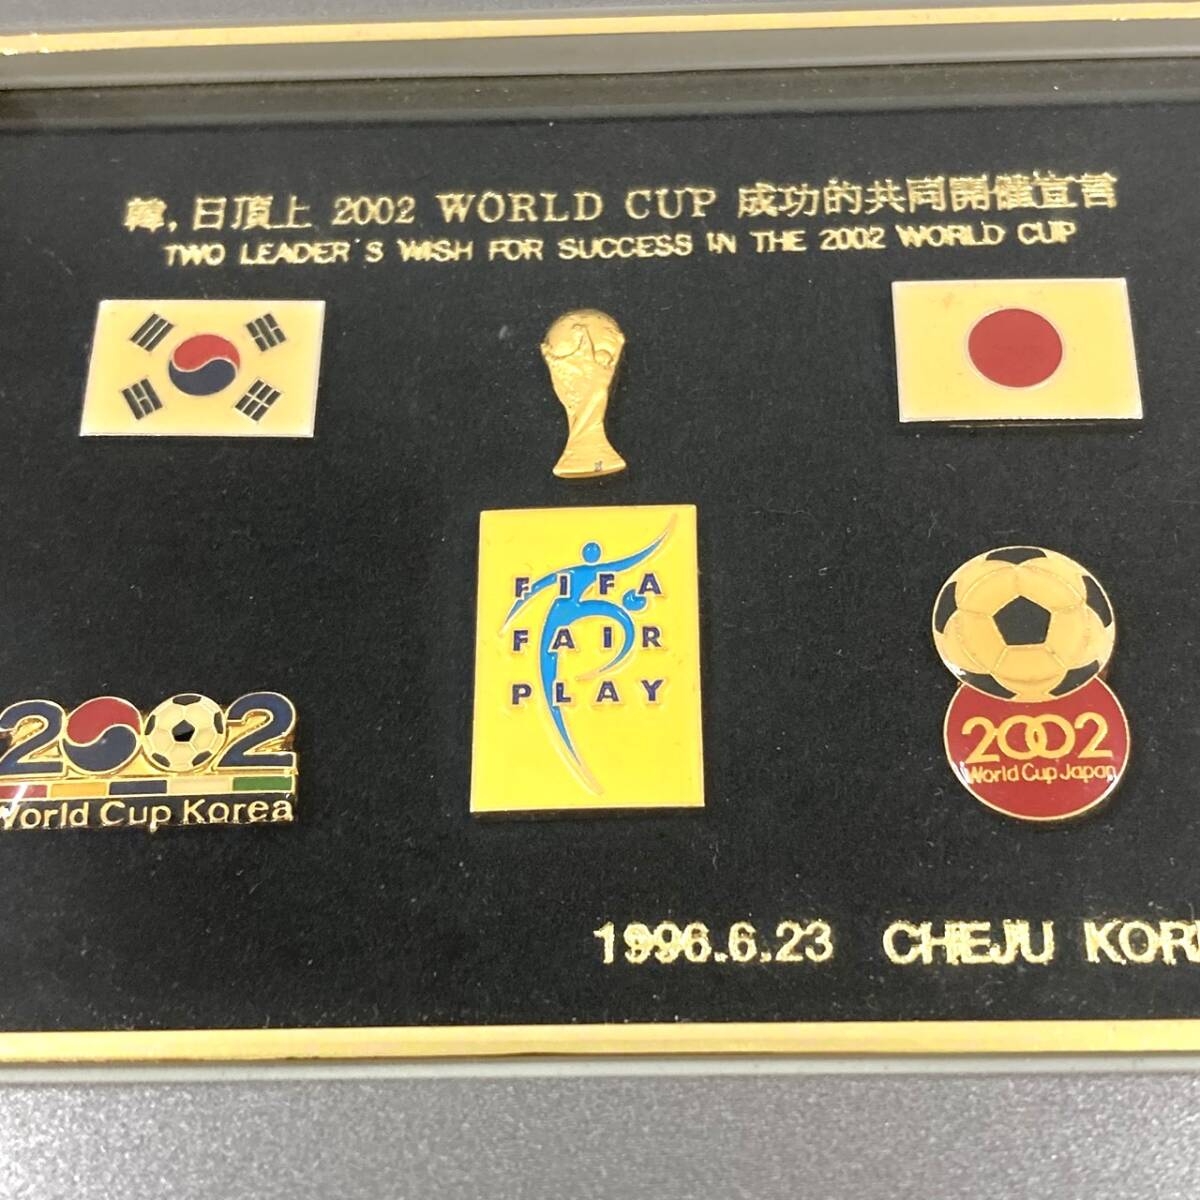 韓,日頂上 2002 WORLD CUP 成功的共同開催宣言
TWO LEADER'S WISH FOR SUCCESS IN THE 2002 WORLD CUP
FIFA
FAIR
PLAY
2002
World Cup Korea
2002
World Cup Japan
1996.6.23 CHEJU KOR